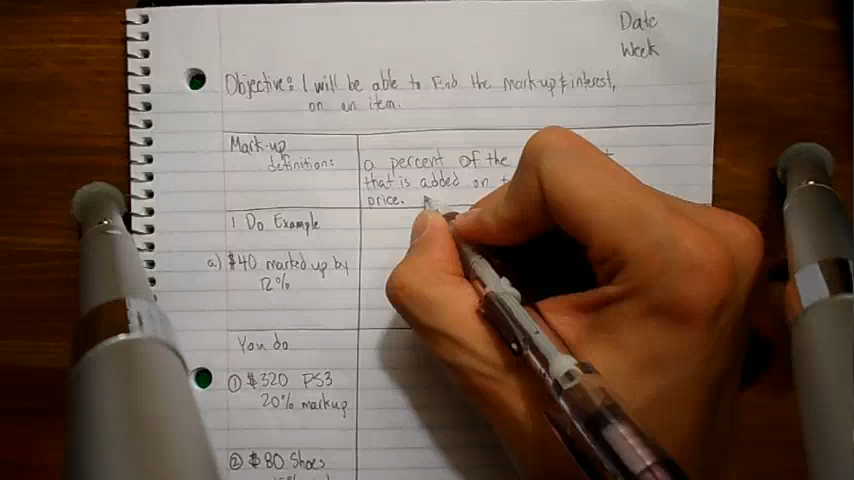 Date
Week
Objective: I will be able to Find the mark-up & interest,
on an item.
Mark-up
definition:
a percent of the
that is added on
price.
I Do Example
a) $40 marked up by
12%
You do
① $320 PS3
20% markup
② $80 Shoes